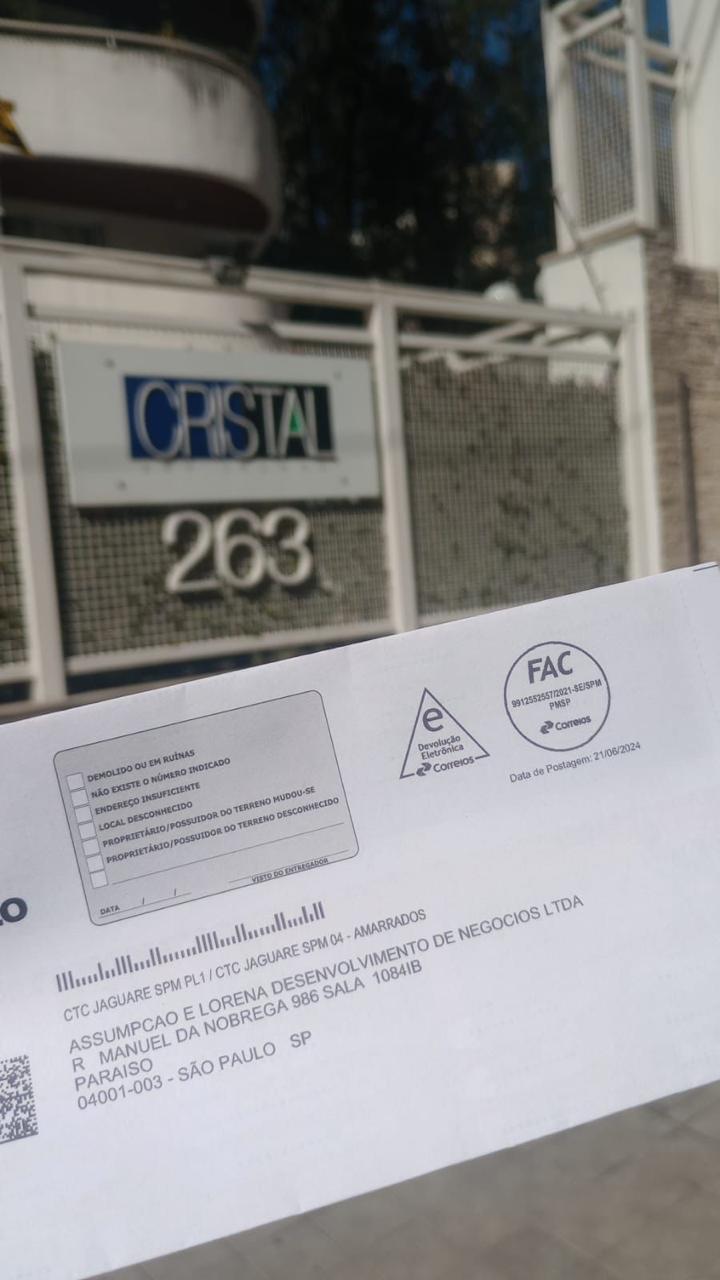 CRISTAL
263
e
Devolução
Eletrônica
Correios
FAC
9912552557/2021-SE/SPM
PMSP
Correios
Data de Postagem: 21/06/2024
DEMOLIDO OU EM RUÍNAS
NÃO EXISTE O NÚMERO INDICADO
ENDEREÇO INSUFICIENTE
LOCAL DESCONHECIDO
PROPRIETÁRIO/POSSUIDOR DO TERRENO MUDOU-SE
PROPRIETÁRIO/POSSUIDOR DO TERRENO DESCONHECIDO
DATA / /
VISTO DO ENTREGADOR
CTC JAGUARE SPM PL1 / CTC JAGUARE SPM 04 - AMARRADOS
ASSUMPCAO E LORENA DESENVOLVIMENTO DE NEGOCIOS LTDA
R MANUEL DA NOBREGA 986 SALA 1084IB
PARAISO
04001-003 - SÃO PAULO SP